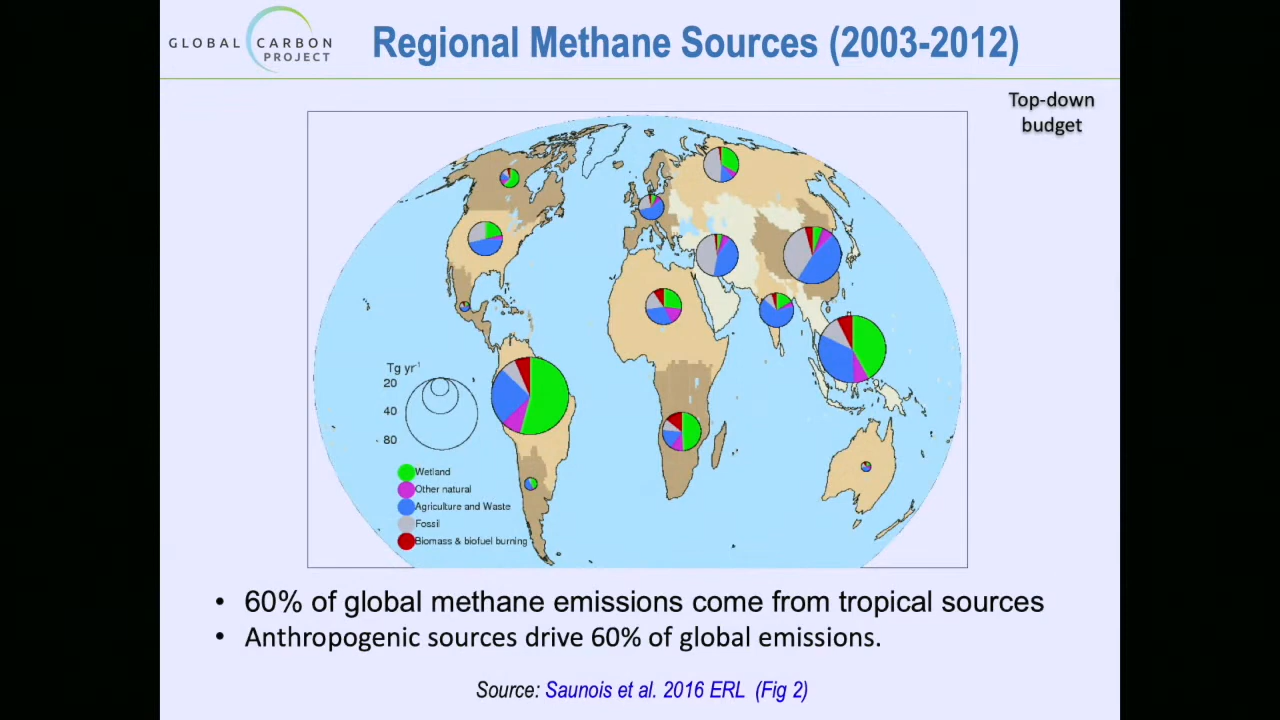 GLOBAL CARBON
PROJECT
Regional Methane Sources (2003-2012)
Top-down
budget
Tg yr-1
20
40
80
Wetland
Other natural
Agriculture and Waste
Fossil
Biomass & biofuel burning
• 60% of global methane emissions come from tropical sources
• Anthropogenic sources drive 60% of global emissions.
Source: Saunois et al. 2016 ERL (Fig 2)